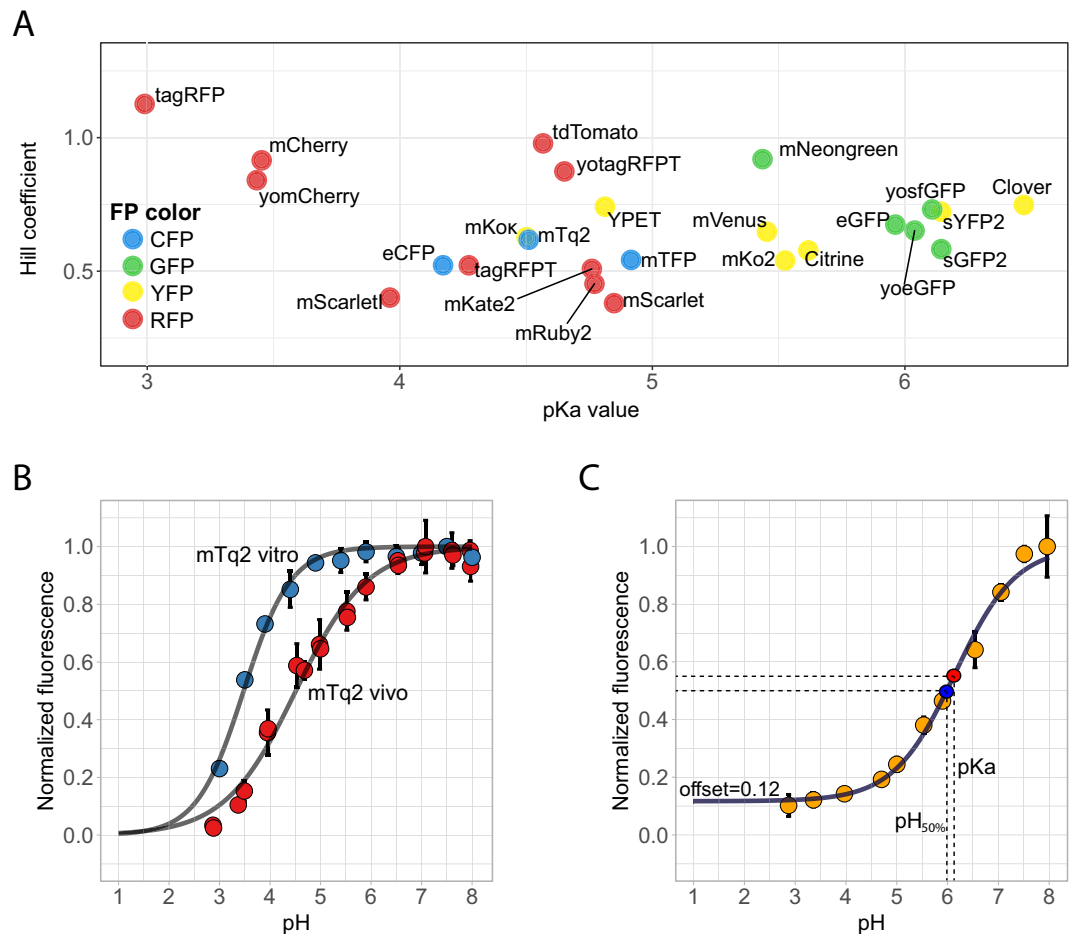 A
Hill coefficient
1.0
0.5
tagRFP
mCherry
yomCherry
tdTomato
yotagRFPT
mNeongreen
yosfGFP
Clover
FP color
CFP
GFP
YFP
RFP
mKoκ
mTq2
YPET
mVenus
eGFP
sYFP2
eCFP
tagRFPT
mTFP
mKo2
Citrine
sGFP2
yoeGFP
mScarletI
mKate2
mScarlet
mRuby2
3
4
5
6
pKa value
B
Normalized fluorescence
1.0
0.8
0.6
0.4
0.2
0.0
mTq2 vitro
mTq2 vivo
1
2
3
4
5
6
7
8
pH
C
Normalized fluorescence
1.0
0.8
0.6
0.4
0.2
0.0
offset=0.12
pKa
pH50%
1
2
3
4
5
6
7
8
pH